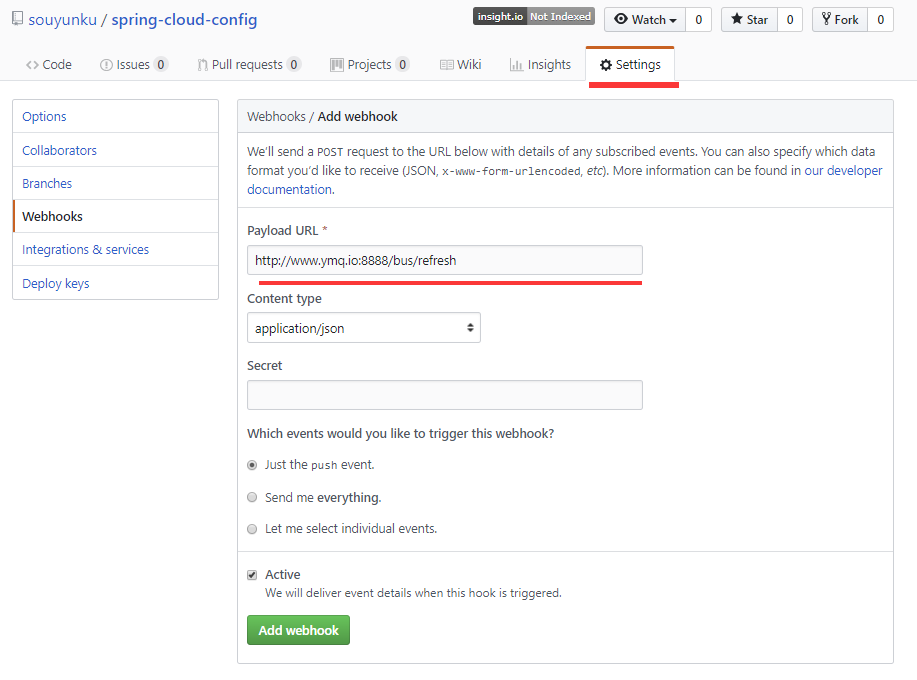 souyunku / spring-cloud-config
insight.io Not Indexed
Watch 0
Star 0
Fork 0
Code
Issues 0
Pull requests 0
Projects 0
Wiki
Insights
Settings
Options
Collaborators
Branches
Webhooks
Integrations & services
Deploy keys
Webhooks / Add webhook
We'll send a POST request to the URL below with details of any subscribed events. You can also specify which data
format you'd like to receive (JSON, x-www-form-urlencoded, etc). More information can be found in our developer
documentation.
Payload URL *
http://www.ymq.io:8888/bus/refresh
Content type
application/json
Secret
Which events would you like to trigger this webhook?
Just the push event.
Send me everything.
Let me select individual events.
Active
We will deliver event details when this hook is triggered.
Add webhook